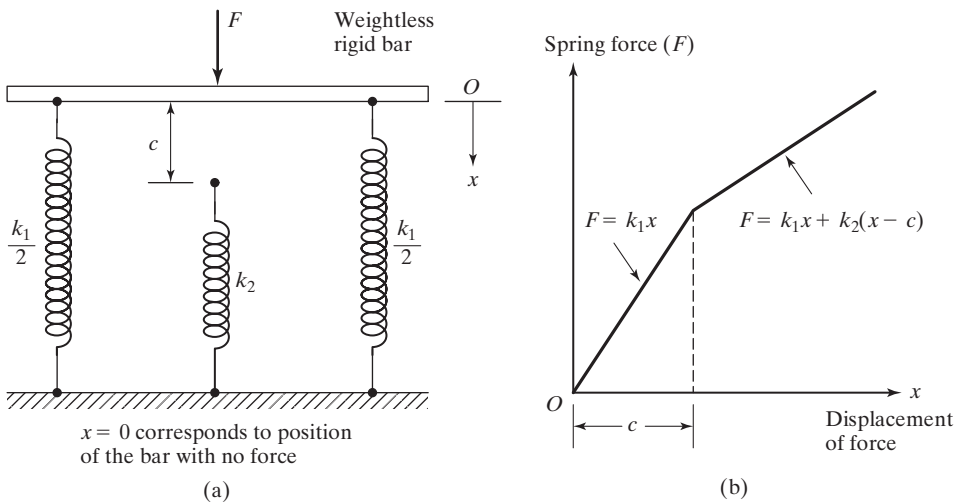 F
Weightless
rigid bar
O
c
x
k₁/2
k₂
k₁/2
x = 0 corresponds to position
of the bar with no force
(a)
Spring force (F)
F = k₁x
F = k₁x + k₂(x − c)
O
x
c
Displacement
of force
(b)